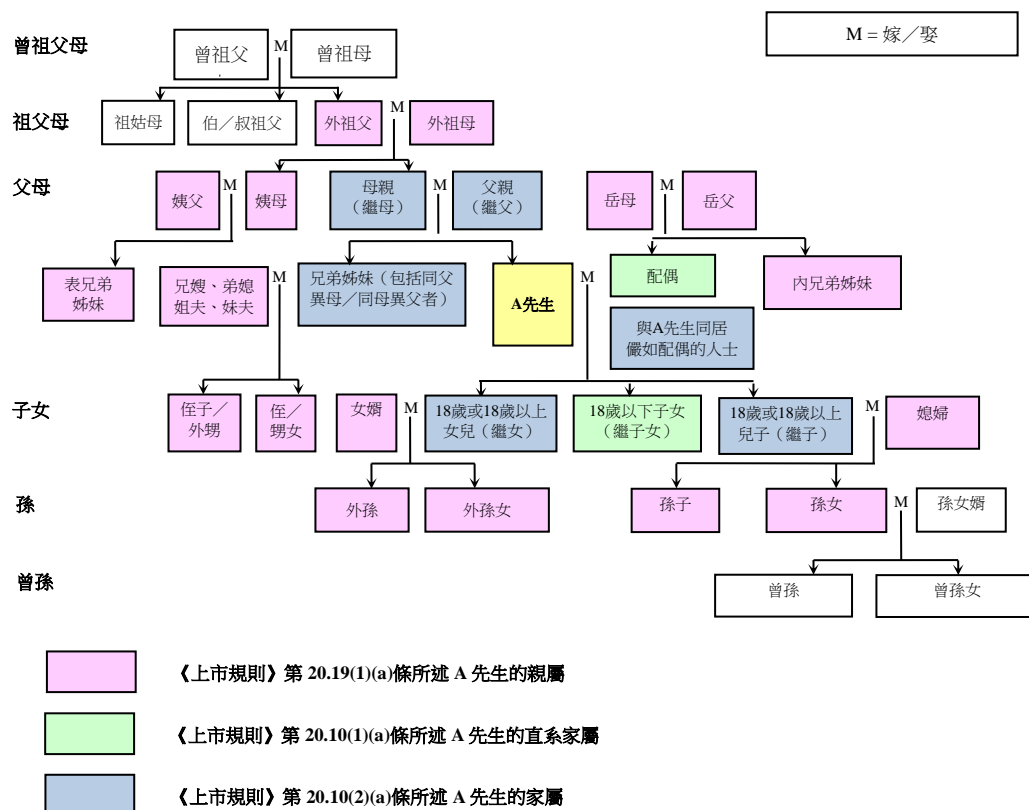 M = 嫁／娶
曾祖父母
曾祖父
M
曾祖母
祖父母
祖姑母
伯／叔祖父
外祖父
M
外祖母
父母
姨父
M
姨母
母親
（繼母）
M
父親
（繼父）
岳母
M
岳父
表兄弟
姊妹
兄嫂、弟媳
姐夫、妹夫
M
兄弟姊妹（包括同父
異母／同母異父者）
A先生
M
配偶
內兄弟姊妹
與A先生同居
儼如配偶的人士
子女
侄子／
外甥
侄／
甥女
女婿
M
18歲或18歲以上
女兒（繼女）
18歲以下子女
（繼子女）
18歲或18歲以上
兒子（繼子）
M
媳婦
孫
外孫
外孫女
孫子
孫女
M
孫女婿
曾孫
曾孫
曾孫女
《上市規則》第 20.19(1)(a)條所述 A 先生的親屬
《上市規則》第 20.10(1)(a)條所述 A 先生的直系家屬
《上市規則》第 20.10(2)(a)條所述 A 先生的家屬